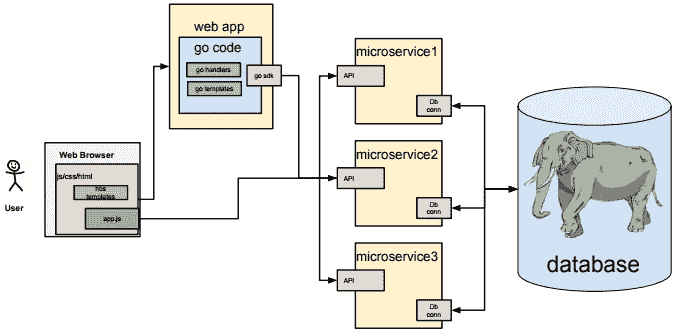 web app
go code
go handlers
go sdk
go templates
microservice1
API
Db
conn
Web Browser
js/css/html
hbs
templates
app.js
User
microservice2
API
Db
conn
microservice3
API
Db
conn
database